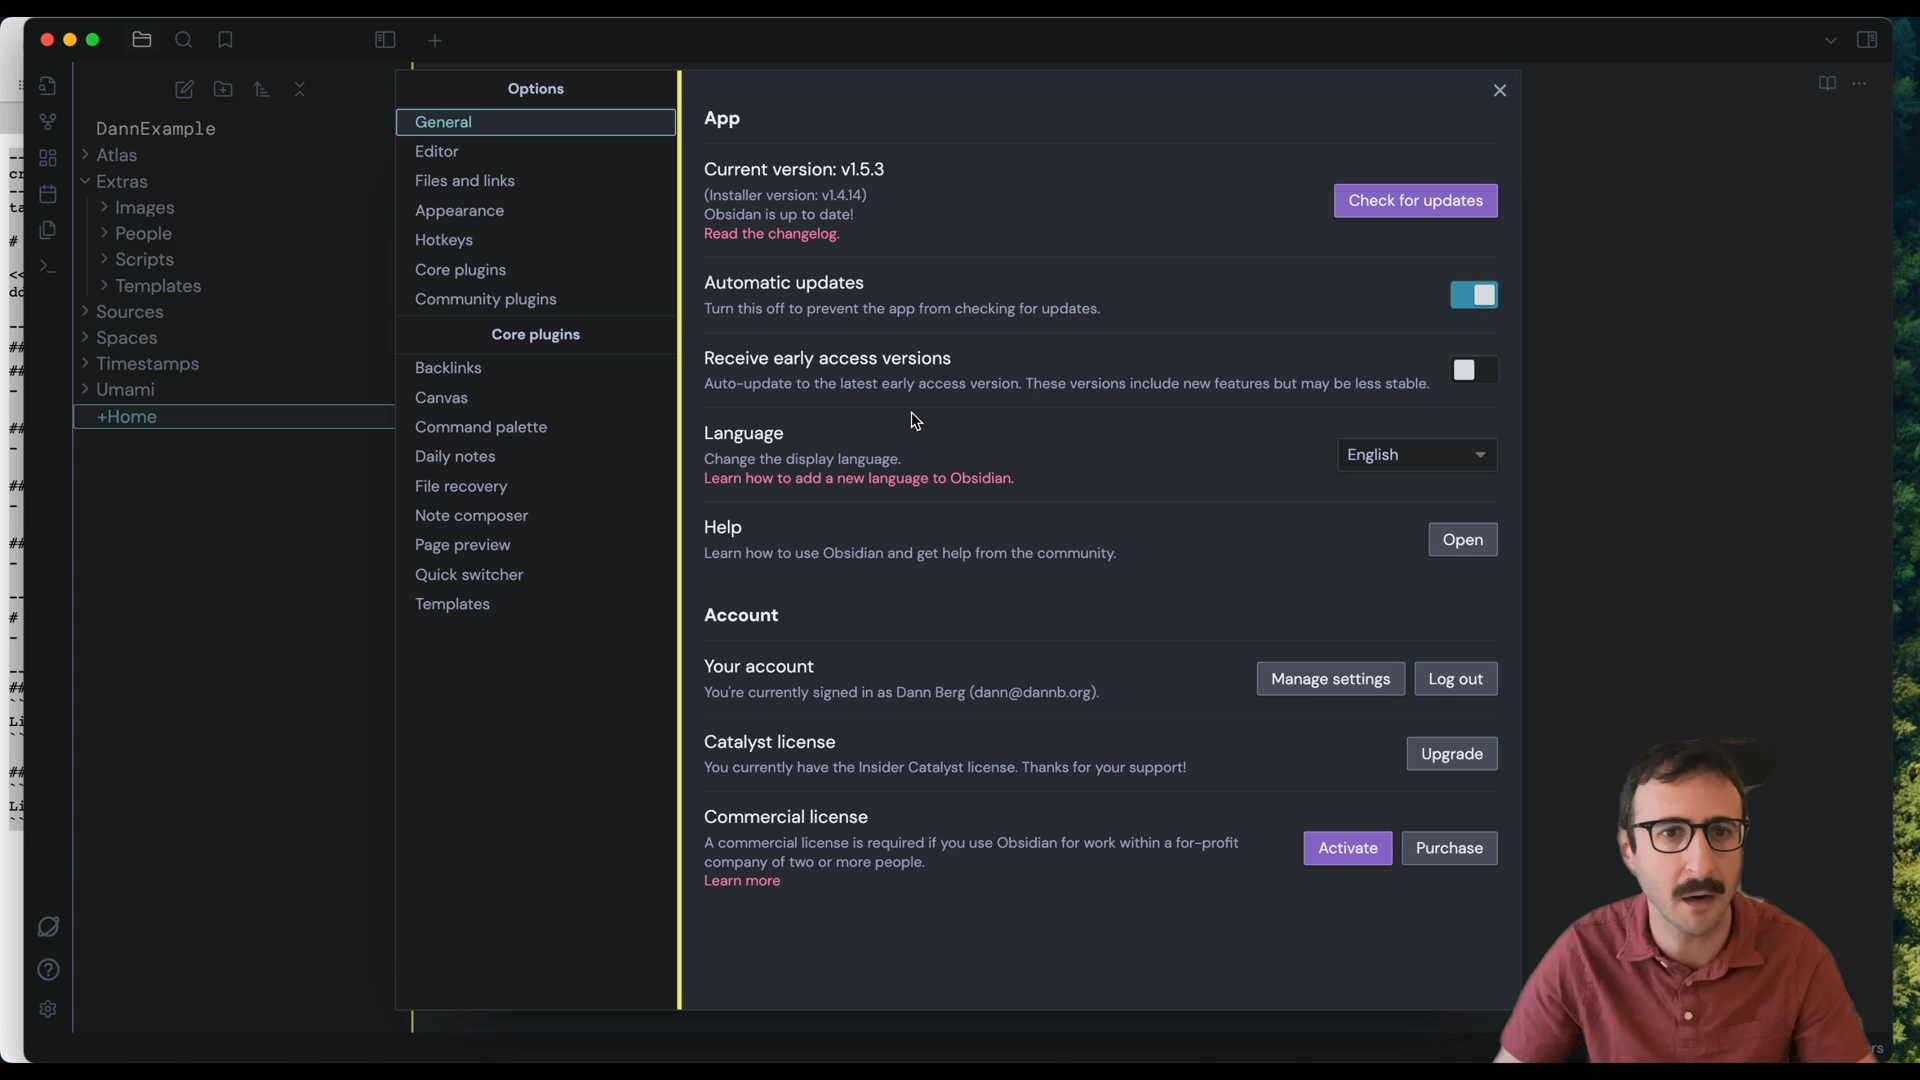 DannExample
Atlas
Extras
Images
People
Scripts
Templates
Sources
Spaces
Timestamps
Umami
+Home
Options
General
Editor
Files and links
Appearance
Hotkeys
Core plugins
Community plugins
Core plugins
Backlinks
Canvas
Command palette
Daily notes
File recovery
Note composer
Page preview
Quick switcher
Templates
App
Current version: v1.5.3
(Installer version: v1.4.14)
Obsidian is up to date!
Read the changelog.
Check for updates
Automatic updates
Turn this off to prevent the app from checking for updates.
Receive early access versions
Auto-update to the latest early access version. These versions include new features but may be less stable.
Language
Change the display language.
Learn how to add a new language to Obsidian.
English
Help
Learn how to use Obsidian and get help from the community.
Open
Account
Your account
You're currently signed in as Dann Berg (dann@dannb.org).
Manage settings
Log out
Catalyst license
You currently have the Insider Catalyst license. Thanks for your support!
Upgrade
Commercial license
A commercial license is required if you use Obsidian for work within a for-profit
company of two or more people.
Learn more
Activate
Purchase